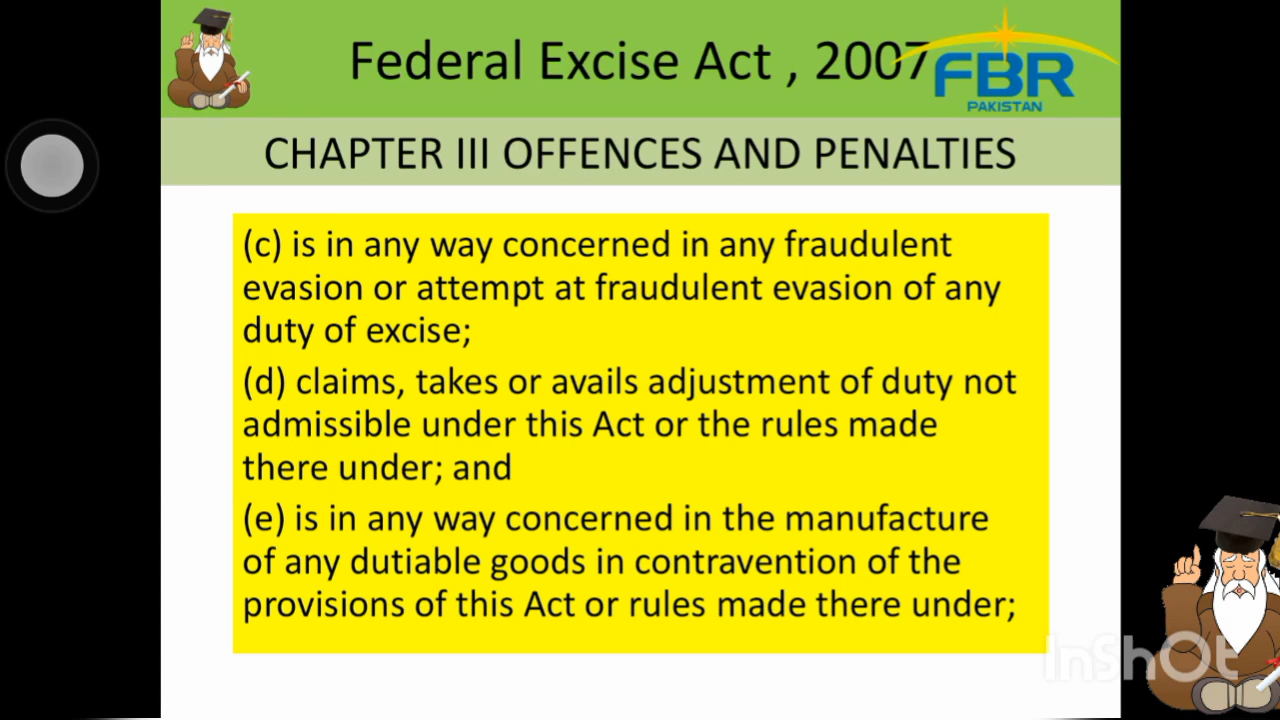 Federal Excise Act , 2007
FBR
PAKISTAN
CHAPTER III OFFENCES AND PENALTIES
(c) is in any way concerned in any fraudulent
evasion or attempt at fraudulent evasion of any
duty of excise;
(d) claims, takes or avails adjustment of duty not
admissible under this Act or the rules made
there under; and
(e) is in any way concerned in the manufacture
of any dutiable goods in contravention of the
provisions of this Act or rules made there under;
InShOt